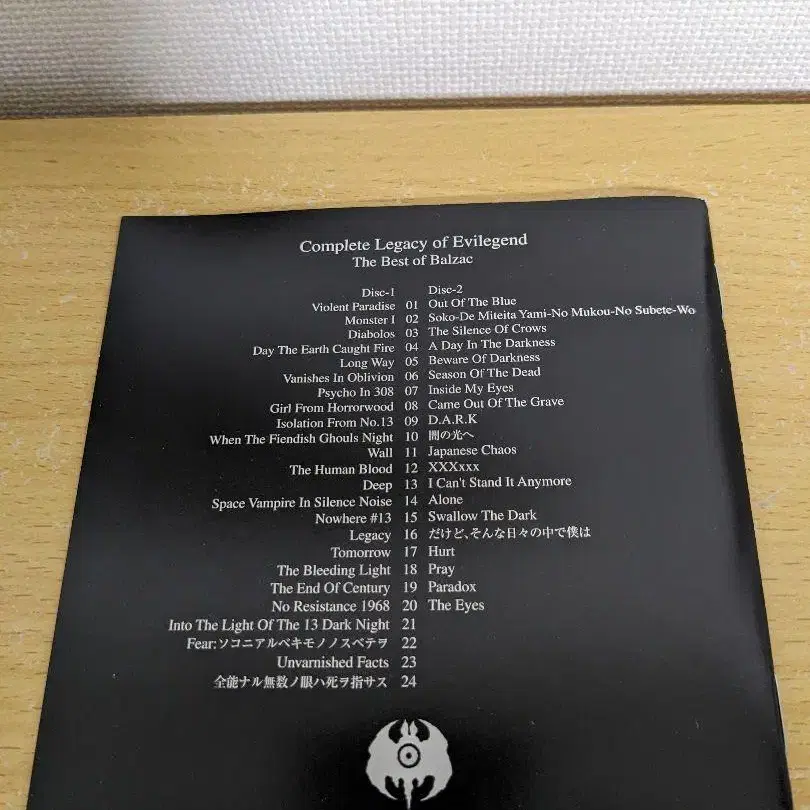 Complete Legacy of Evilegend
The Best of Balzac
Disc-1 Disc-2
Violent Paradise 01 Out Of The Blue
Monster I 02 Soko-De Miteita Yami-No Mukou-No Subete-Wo
Diabolos 03 The Silence Of Crows
Day The Earth Caught Fire 04 A Day In The Darkness
Long Way 05 Beware Of Darkness
Vanishes In Oblivion 06 Season Of The Dead
Psycho In 308 07 Inside My Eyes
Girl From Horrorwood 08 Came Out Of The Grave
Isolation From No.13 09 D.A.R.K
When The Fiendish Ghouls Night 10 闇の光へ
Wall 11 Japanese Chaos
The Human Blood 12 XXXxxx
Deep 13 I Can't Stand It Anymore
Space Vampire In Silence Noise 14 Alone
Nowhere #13 15 Swallow The Dark
Legacy 16 だけど、そんな日々の中で僕は
Tomorrow 17 Hurt
The Bleeding Light 18 Pray
The End Of Century 19 Paradox
No Resistance 1968 20 The Eyes
Into The Light Of The 13 Dark Night 21
Fear:ソコニアルベキモノノスベテヲ 22
Unvarnished Facts 23
全能ナル無数ノ眼ハ死ヲ指サス 24